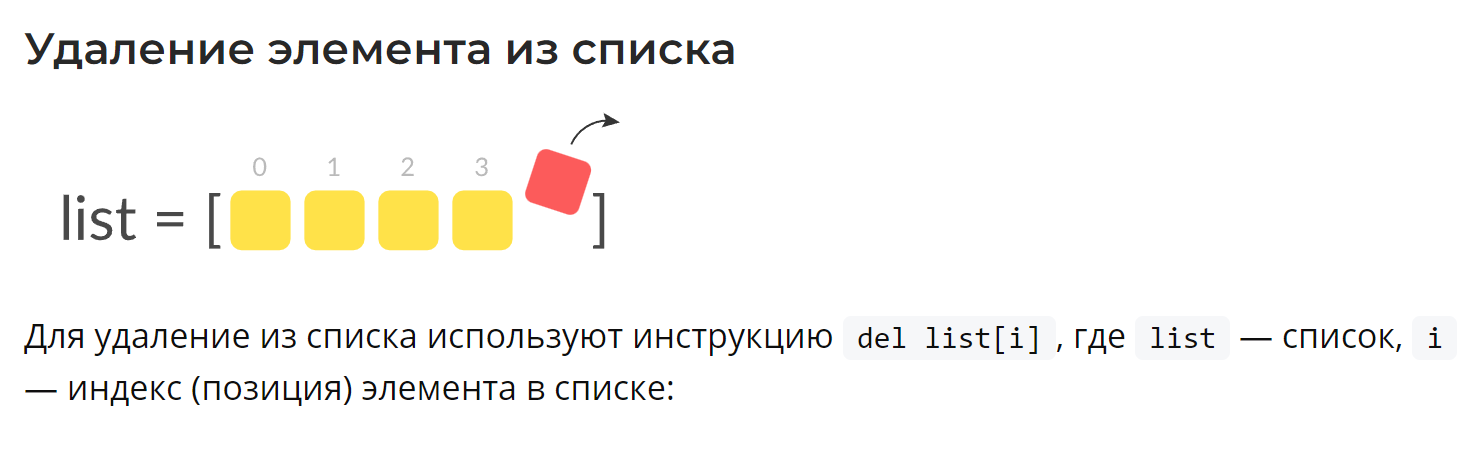 Удаление элемента из списка
0 1 2 3
list = [ ]
Для удаление из списка используют инструкцию del list[i], где list — список, i
— индекс (позиция) элемента в списке: